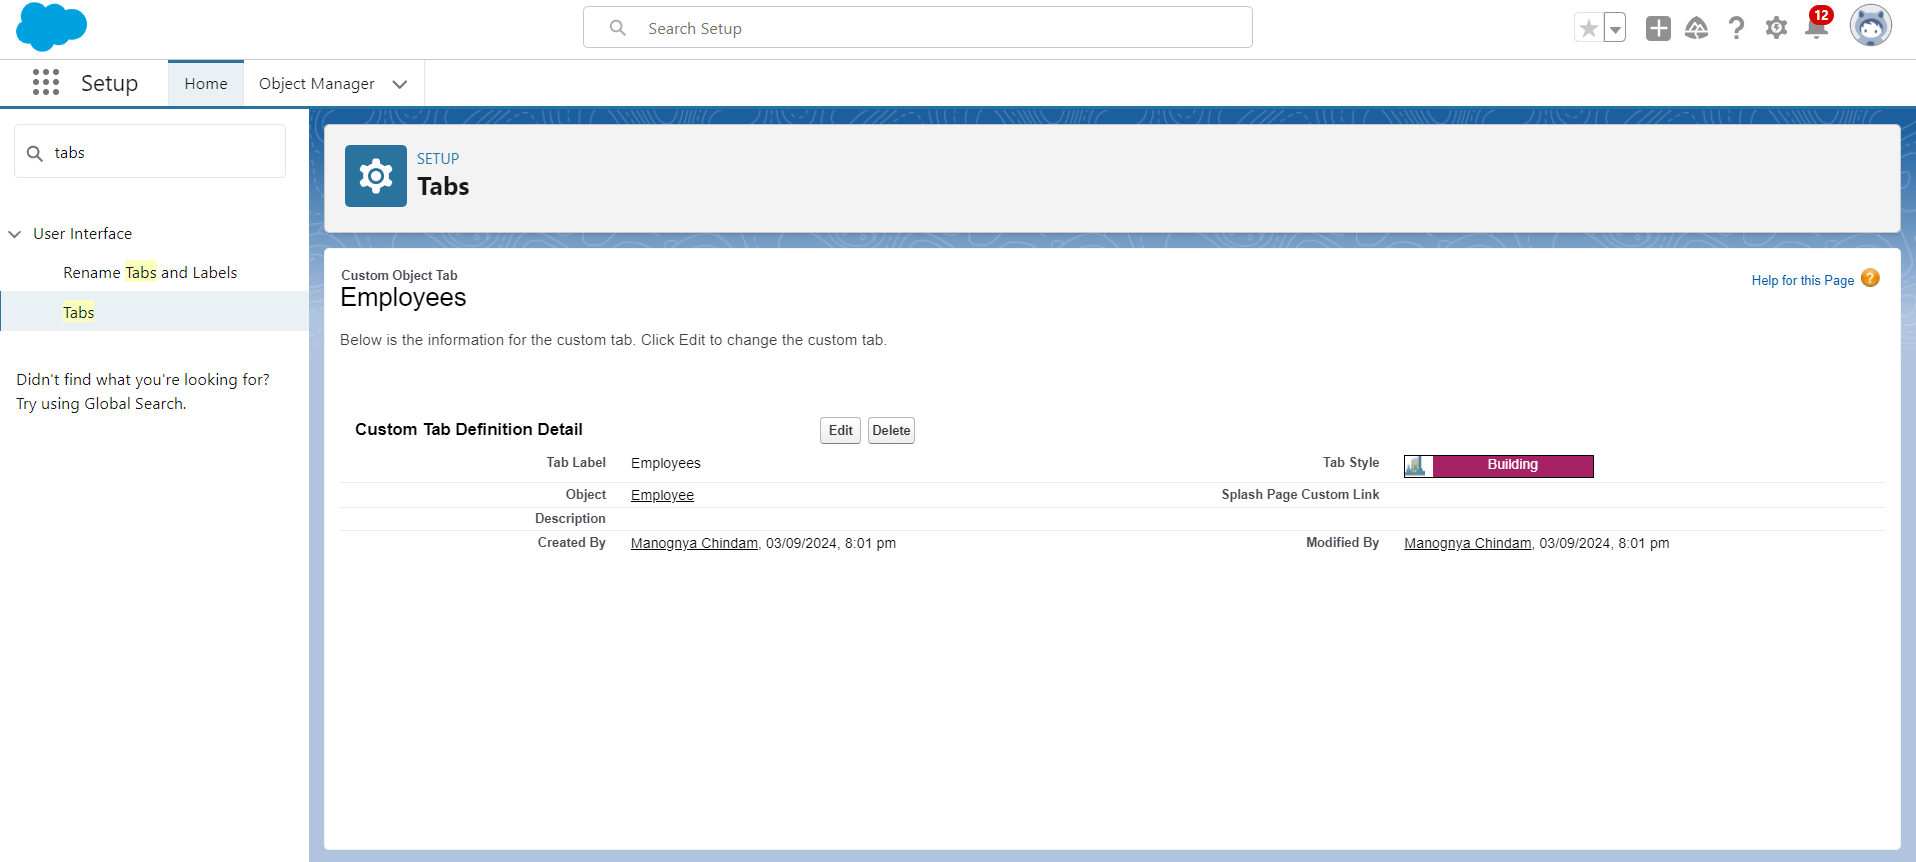 Search Setup
12
Setup
Home
Object Manager
tabs
User Interface
Rename Tabs and Labels
Tabs
Didn't find what you're looking for?
Try using Global Search.
SETUP
Tabs
Custom Object Tab
Employees
Help for this Page ?
Below is the information for the custom tab. Click Edit to change the custom tab.
Custom Tab Definition Detail Edit Delete
Tab Label Employees Tab Style Building
Object Employee Splash Page Custom Link
Description
Created By Manognya Chindam, 03/09/2024, 8:01 pm Modified By Manognya Chindam, 03/09/2024, 8:01 pm